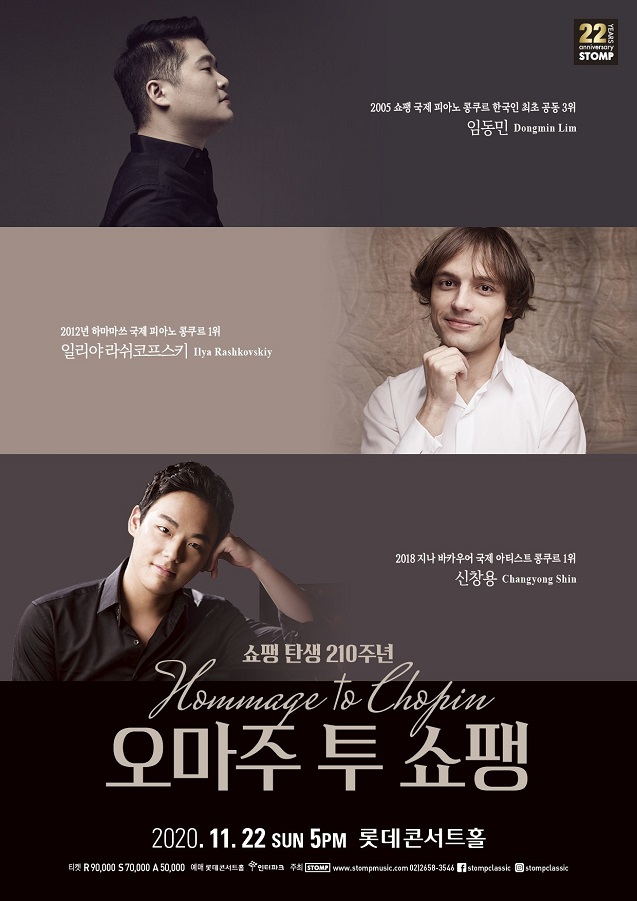 22 YEARS
anniversary
STOMP
2005 쇼팽 국제 피아노 콩쿠르 한국인 최초 공동 3위
임동민 Dongmin Lim
2012년 하마마쓰 국제 피아노 콩쿠르 1위
일리야 라쉬코프스키 Ilya Rashkovskiy
2018 지나 바카우어 국제 아티스트 콩쿠르 1위
신창용 Changyong Shin
쇼팽 탄생 210주년
Hommage to Chopin
오마주 투 쇼팽
2020. 11. 22 SUN 5PM 롯데콘서트홀
티켓 R 90,000 S 70,000 A 50,000 예매 롯데콘서트홀 인터파크 주최 STOMP www.stompmusic.com 02)2658-3546 stompclassic stompclassic